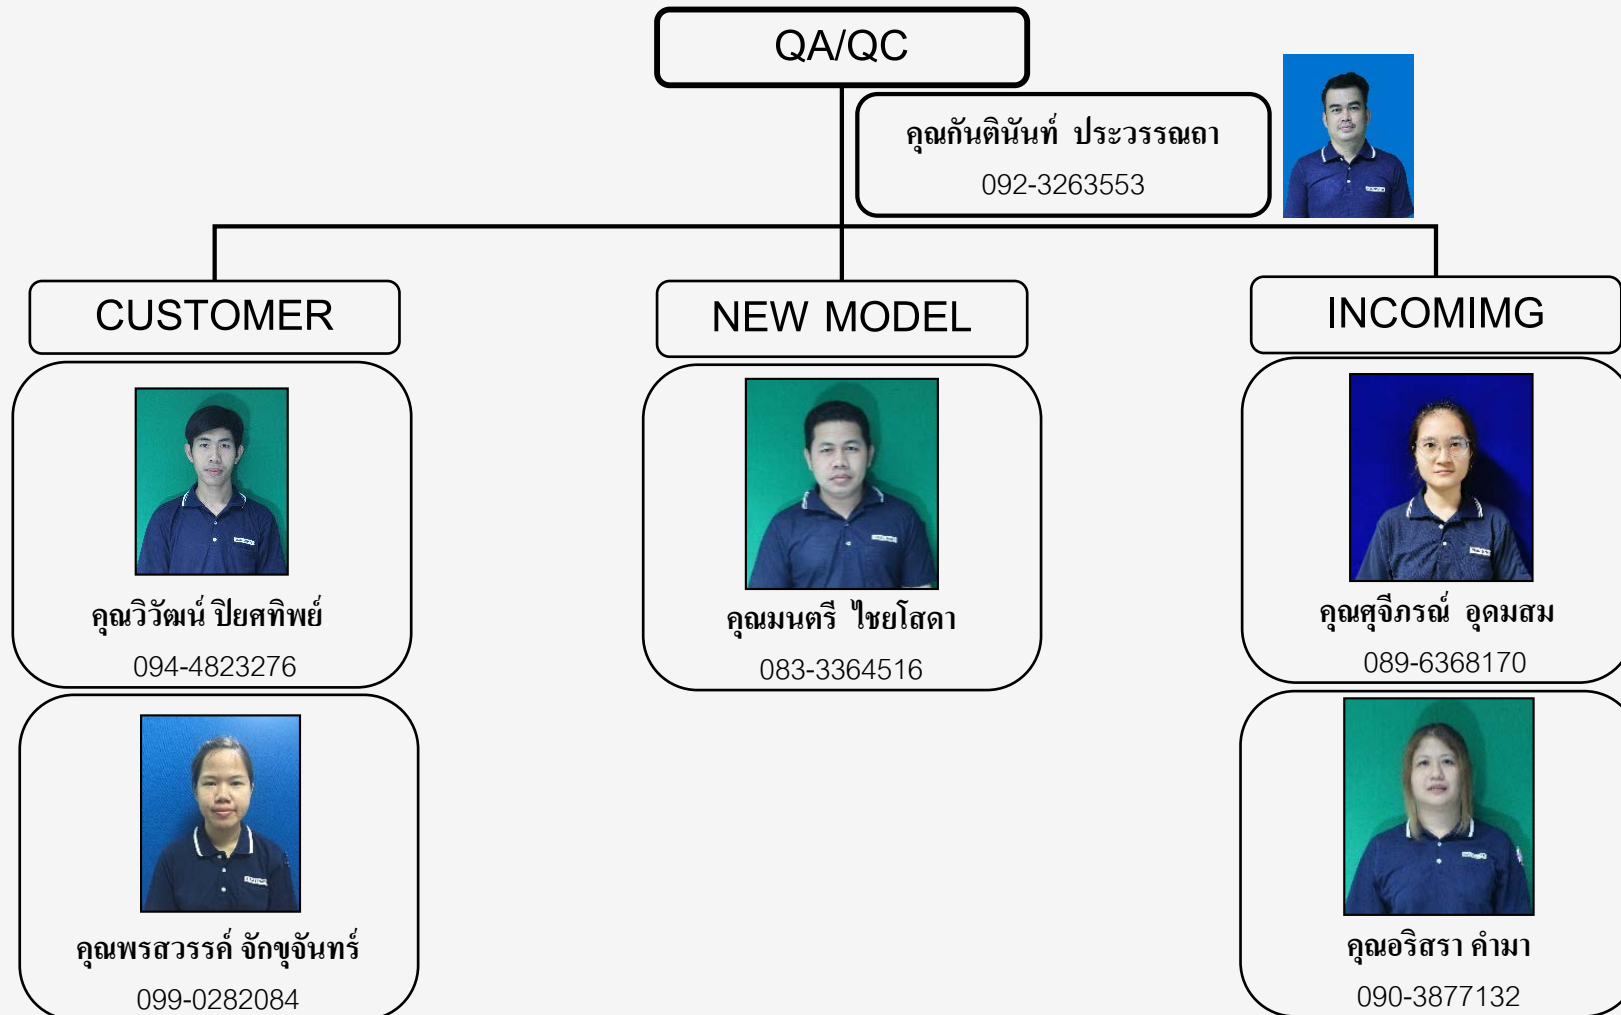 QA/QC
คุณกันตินันท์ ประวรรณถา
092-3263553
CUSTOMER
NEW MODEL
INCOMIMG
คุณวิวัฒน์ ปิยศทิพย์
094-4823276
คุณมนตรี ไชยโสดา
083-3364516
คุณศุจีภรณ์ อุดมสม
089-6368170
คุณพรสวรรค์ จักขุจันทร์
099-0282084
คุณอริสรา คำมา
090-3877132